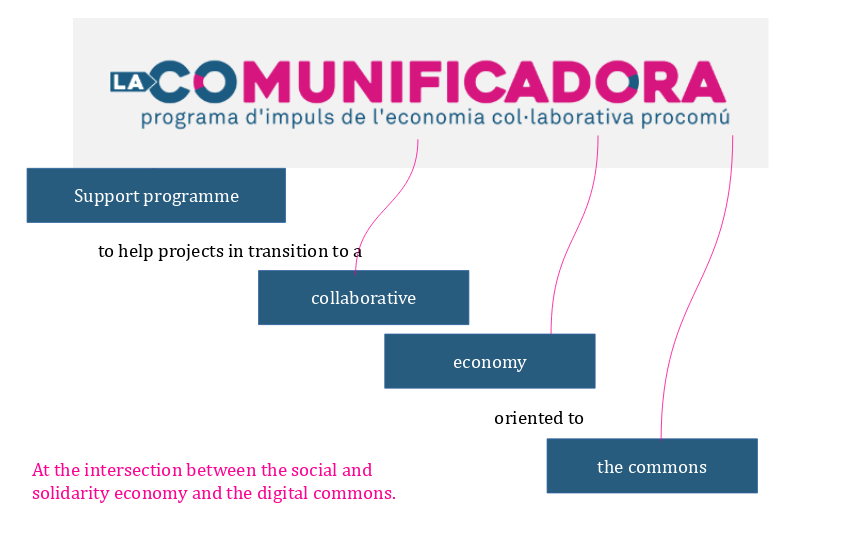 LA COMUNIFICADORA
programa d'impuls de l'economia col·laborativa procomú
Support programme
to help projects in transition to a
collaborative
economy
oriented to
the commons
At the intersection between the social and
solidarity economy and the digital commons.